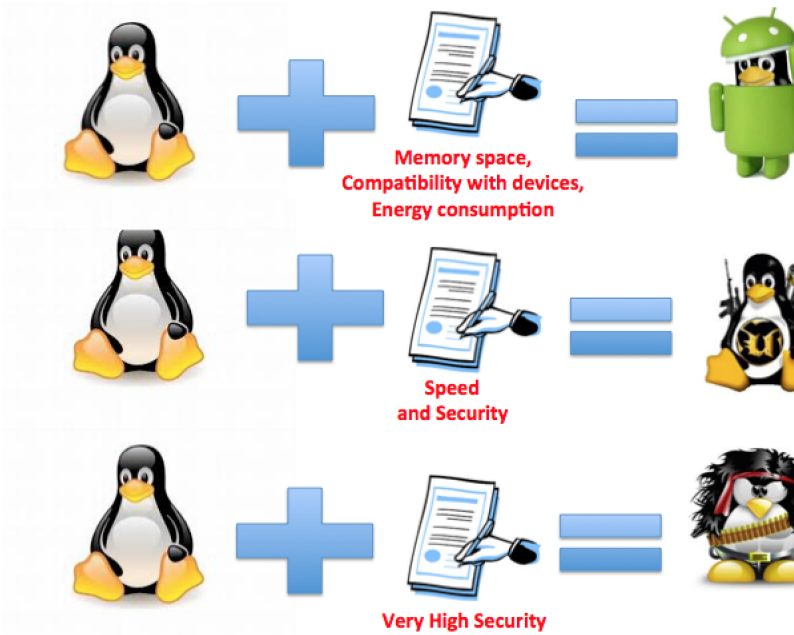 Memory space,
Compatibility with devices,
Energy consumption
Speed
and Security
Very High Security